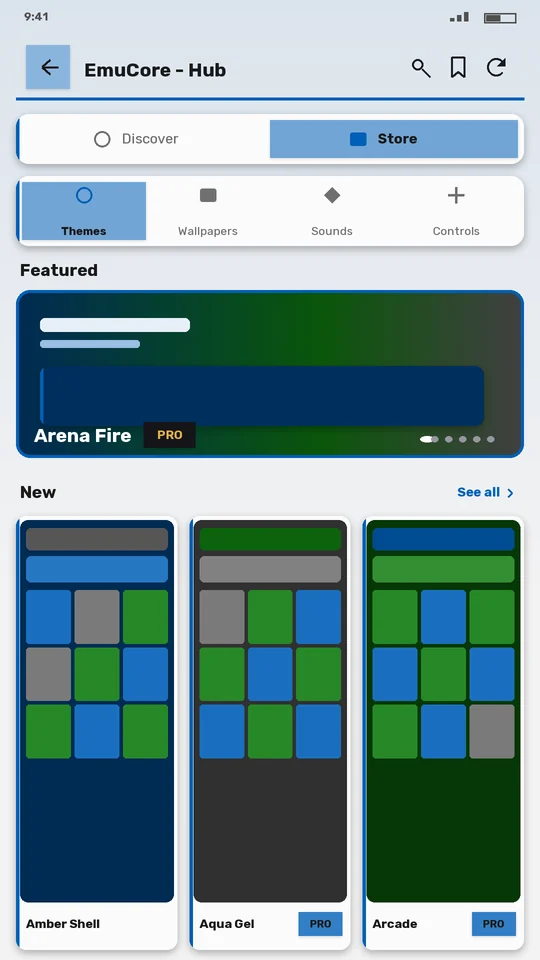 9:41
EmuCore - Hub
Discover
Store
Themes
Wallpapers
Sounds
Controls
Featured
Arena Fire
PRO
New
See all
Amber Shell
Aqua Gel
PRO
Arcade
PRO